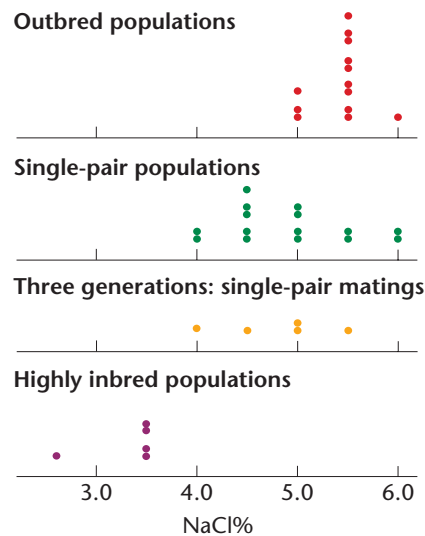 Outbred populations
Single-pair populations
Three generations: single-pair matings
Highly inbred populations
3.0 4.0 5.0 6.0
NaCl%